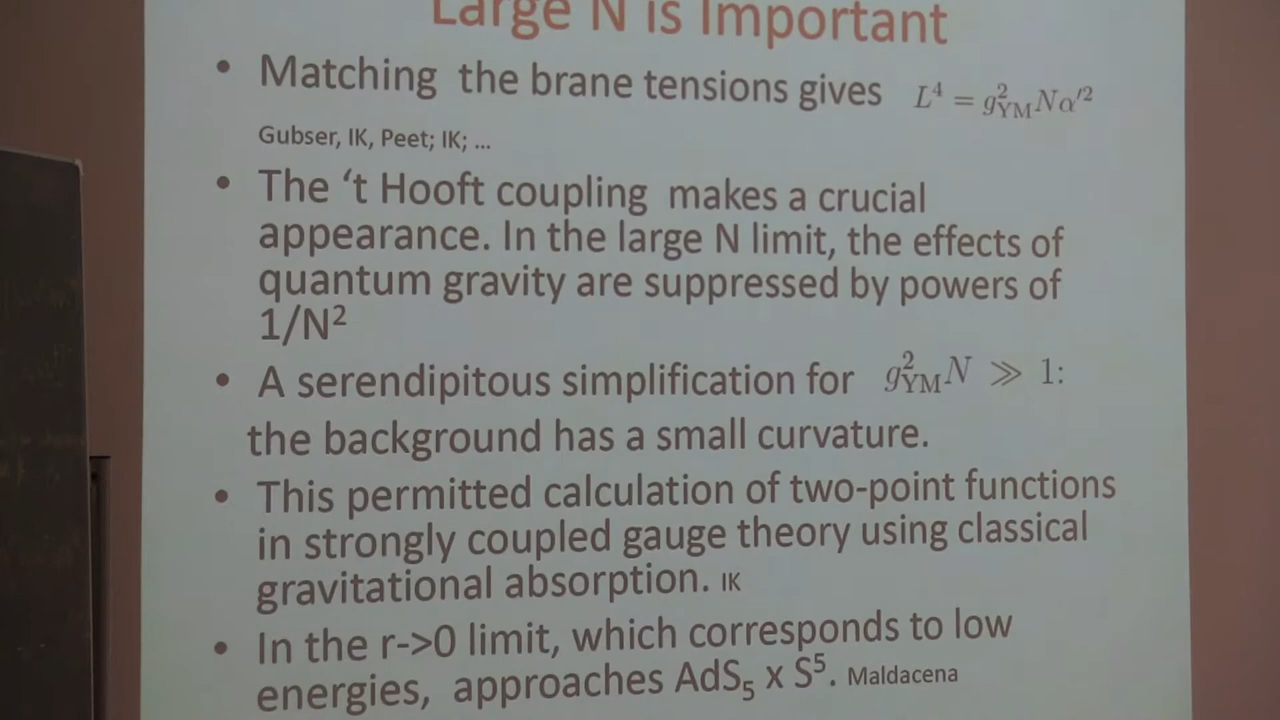 Large N is Important
• Matching the brane tensions gives L⁴ = g²_YM Nα′²
Gubser, IK, Peet; IK; ...
• The ‘t Hooft coupling makes a crucial
appearance. In the large N limit, the effects of
quantum gravity are suppressed by powers of
1/N²
• A serendipitous simplification for g²_YM N ≫ 1:
the background has a small curvature.
• This permitted calculation of two-point functions
in strongly coupled gauge theory using classical
gravitational absorption. IK
• In the r->0 limit, which corresponds to low
energies, approaches AdS₅ x S⁵. Maldacena